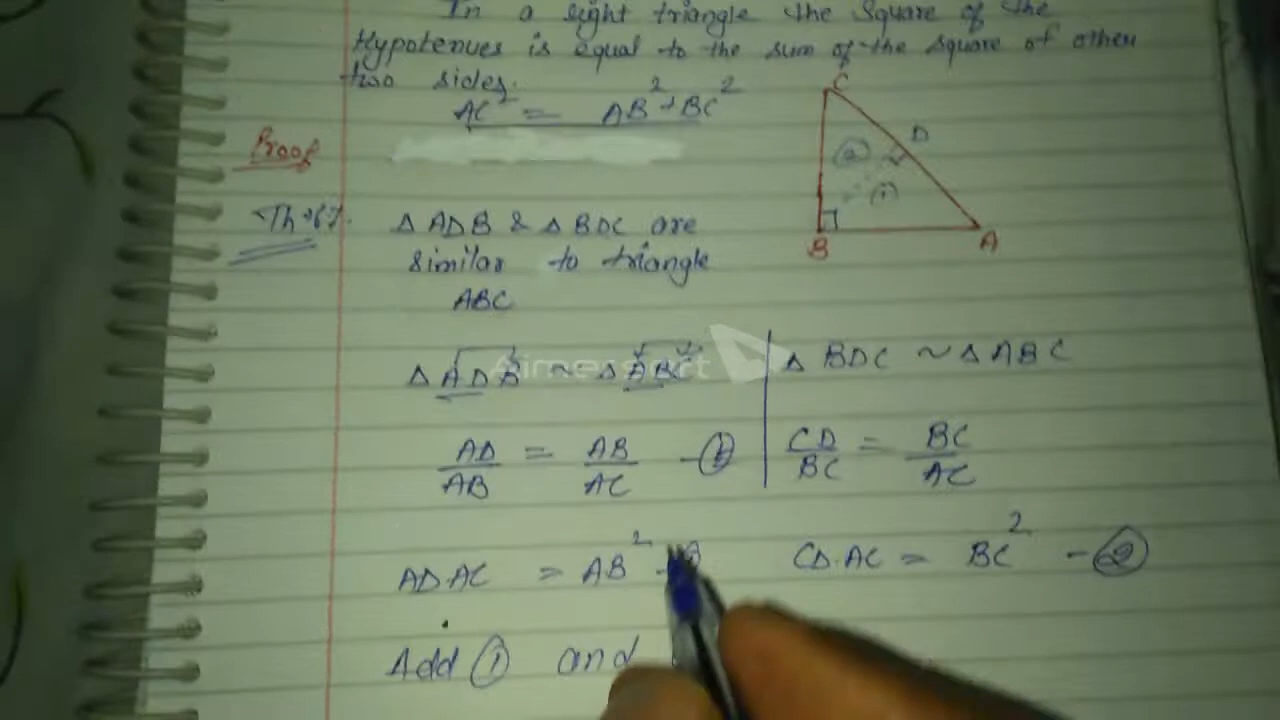 In a right triangle the Square of the
Hypotenues is equal to the sum of the square of other
two sides.
AC² = AB² + BC²
Proof
C
D
B
A
Th 6.7.
Δ ADB & Δ BDC are
similar to triangle
ABC
Δ ADB ~ Δ ABC
Δ BDC ~ Δ ABC
AD/AB = AB/AC
CD/BC = BC/AC
AD.AC = AB²
CD.AC = BC² - ②
Add ① and